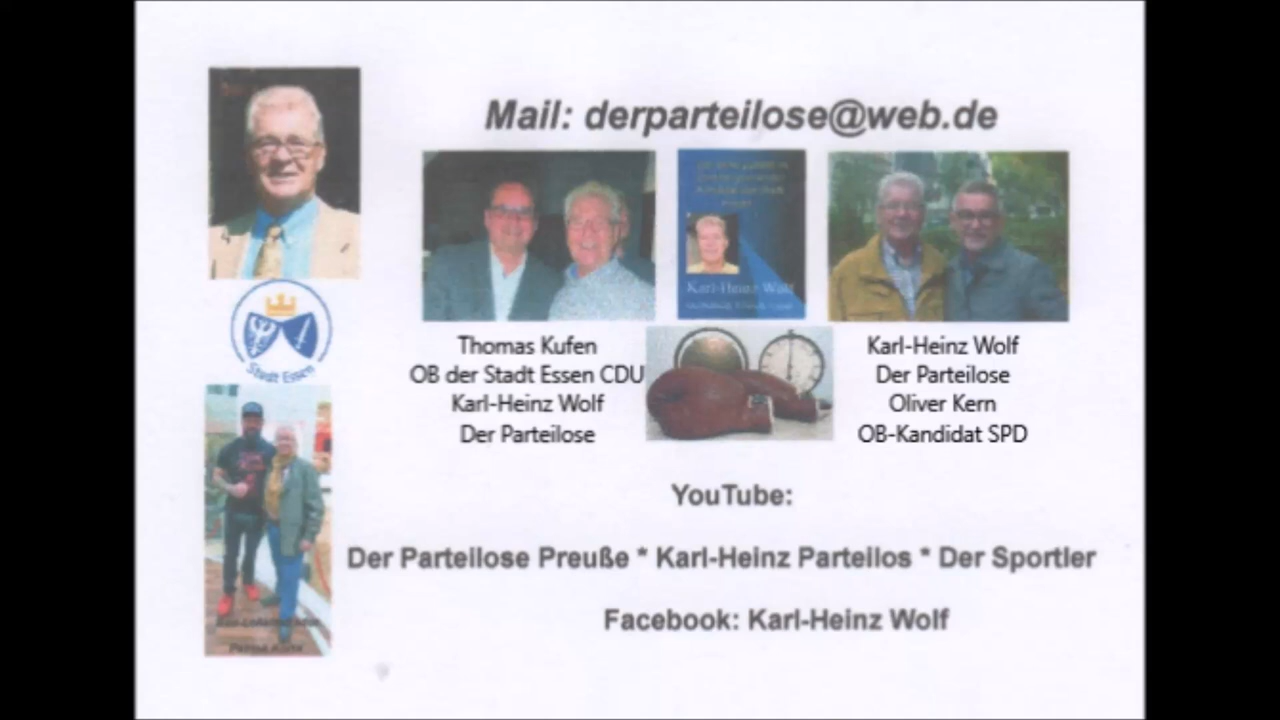 Mail: derparteilose@web.de
Karl-Heinz Wolf
Thomas Kufen
OB der Stadt Essen CDU
Karl-Heinz Wolf
Der Parteilose
Karl-Heinz Wolf
Der Parteilose
Oliver Kern
OB-Kandidat SPD
Stadt Essen
YouTube:
Der Parteilose Preuße * Karl-Heinz Parteilos * Der Sportler
Facebook: Karl-Heinz Wolf